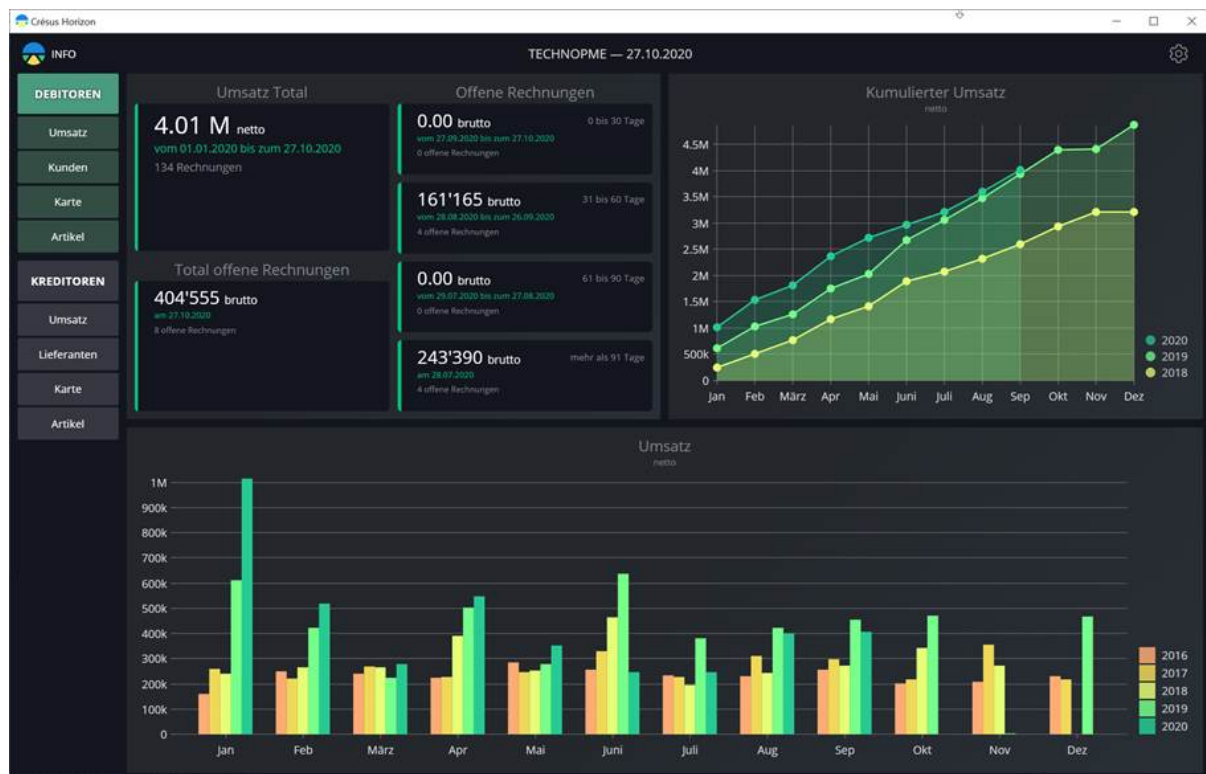 Crésus Horizon
INFO
TECHNOPME — 27.10.2020
DEBITOREN
Umsatz
Kunden
Karte
Artikel
KREDITOREN
Umsatz
Lieferanten
Karte
Artikel
Umsatz Total
4.01 M netto
vom 01.01.2020 bis zum 27.10.2020
134 Rechnungen
Total offene Rechnungen
404'555 brutto
am 27.10.2020
8 offene Rechnungen
Offene Rechnungen
0.00 brutto 0 bis 30 Tage
vom 27.09.2020 bis zum 27.10.2020
0 offene Rechnungen
161'165 brutto 31 bis 60 Tage
vom 28.08.2020 bis zum 26.09.2020
4 offene Rechnungen
0.00 brutto 61 bis 90 Tage
vom 29.07.2020 bis zum 27.08.2020
0 offene Rechnungen
243'390 brutto mehr als 91 Tage
am 28.07.2020
4 offene Rechnungen
Kumulierter Umsatz
netto
4.5M
4M
3.5M
3M
2.5M
2M
1.5M
1M
500k
0
Jan Feb März Apr Mai Juni Juli Aug Sep Okt Nov Dez
2020
2019
2018
Umsatz
netto
1M
900k
800k
700k
600k
500k
400k
300k
200k
100k
0
Jan Feb März Apr Mai Juni Juli Aug Sep Okt Nov Dez
2016
2017
2018
2019
2020